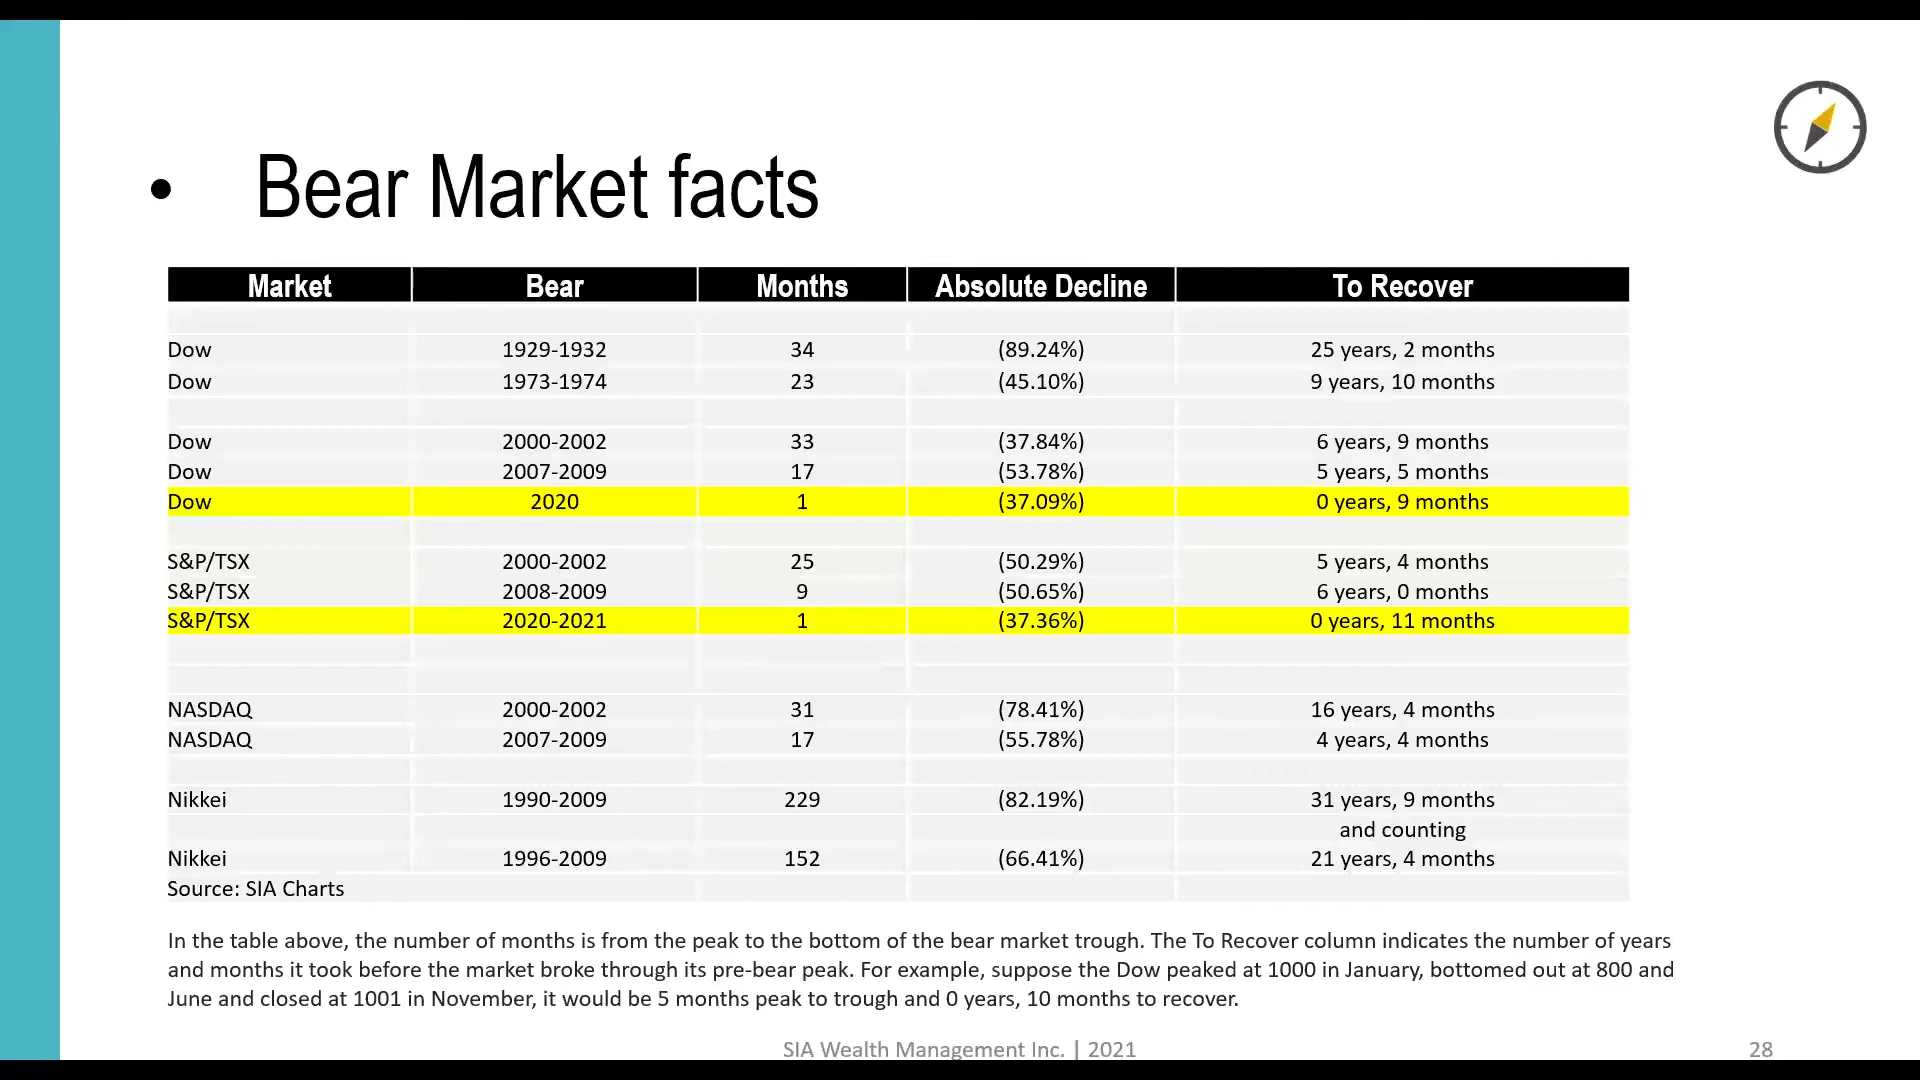 • Bear Market facts
Market Bear Months Absolute Decline To Recover
Dow 1929-1932 34 (89.24%) 25 years, 2 months
Dow 1973-1974 23 (45.10%) 9 years, 10 months
Dow 2000-2002 33 (37.84%) 6 years, 9 months
Dow 2007-2009 17 (53.78%) 5 years, 5 months
Dow 2020 1 (37.09%) 0 years, 9 months
S&P/TSX 2000-2002 25 (50.29%) 5 years, 4 months
S&P/TSX 2008-2009 9 (50.65%) 6 years, 0 months
S&P/TSX 2020-2021 1 (37.36%) 0 years, 11 months
NASDAQ 2000-2002 31 (78.41%) 16 years, 4 months
NASDAQ 2007-2009 17 (55.78%) 4 years, 4 months
Nikkei 1990-2009 229 (82.19%) 31 years, 9 months
and counting
Nikkei 1996-2009 152 (66.41%) 21 years, 4 months
Source: SIA Charts
In the table above, the number of months is from the peak to the bottom of the bear market trough. The To Recover column indicates the number of years
and months it took before the market broke through its pre-bear peak. For example, suppose the Dow peaked at 1000 in January, bottomed out at 800 and
June and closed at 1001 in November, it would be 5 months peak to trough and 0 years, 10 months to recover.
SIA Wealth Management Inc. | 2021 28